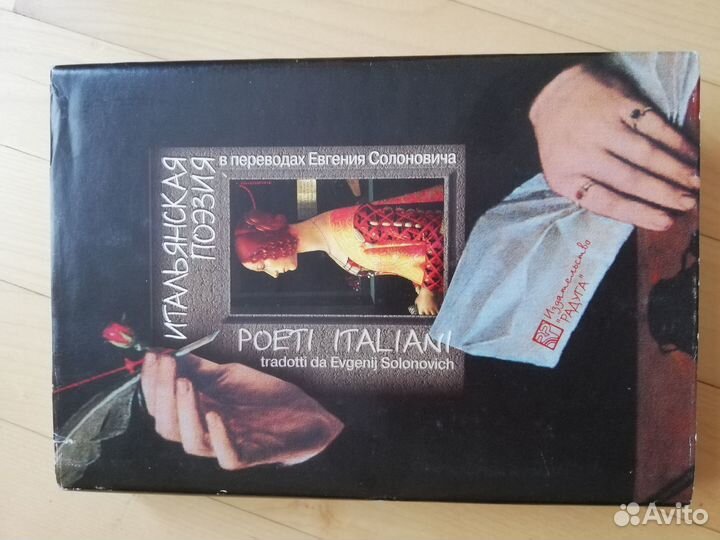 ИТАЛЬЯНСКАЯ
ПОЭЗИЯ
в переводах Евгения Солоновича
POETI ITALIANI
tradotti da Evgenij Solonovich
Издательство
"РАДУГА"
Avito